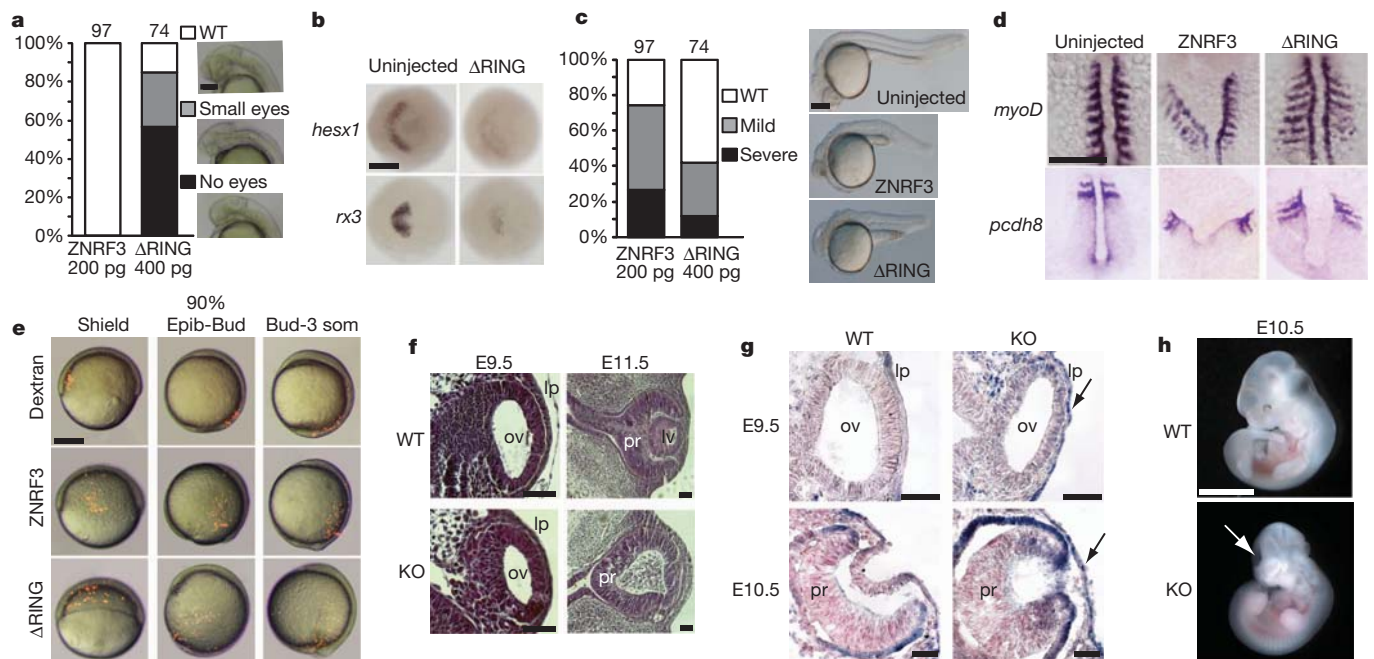 a
97 74
WT
100%
80%
60%
40%
20%
0%
Small eyes
No eyes
ZNRF3 ΔRING
200 pg 400 pg
b
Uninjected ΔRING
hesx1
rx3
c
97 74
100%
80%
60%
40%
20%
0%
WT
Mild
Severe
ZNRF3 ΔRING
200 pg 400 pg
Uninjected
ZNRF3
ΔRING
d
Uninjected ZNRF3 ΔRING
myoD
pcdh8
e
90%
Shield Epib-Bud Bud-3 som
Dextran
ZNRF3
ΔRING
f
E9.5 E11.5
WT
lp
ov
pr lv
KO
lp
ov
pr
g
WT KO
E9.5
lp
ov
lp
ov
E10.5
pr
pr
h
E10.5
WT
KO